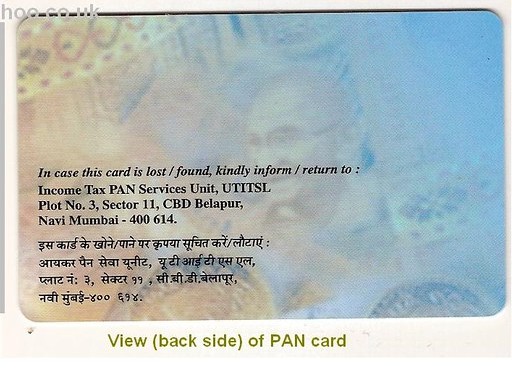 hoo.co.uk
In case this card is lost / found, kindly inform / return to :
Income Tax PAN Services Unit, UTITSL
Plot No. 3, Sector 11, CBD Belapur,
Navi Mumbai - 400 614.
इस कार्ड के खोने/पाने पर कृपया सूचित करें/लौटाएं :
आयकर पैन सेवा यूनीट, यू टी आई टी एस एल,
प्लाट नं: ३, सेक्टर ११ , सी.बी.डी.बेलापूर,
नवी मुंबई-४०० ६१४.
View (back side) of PAN card